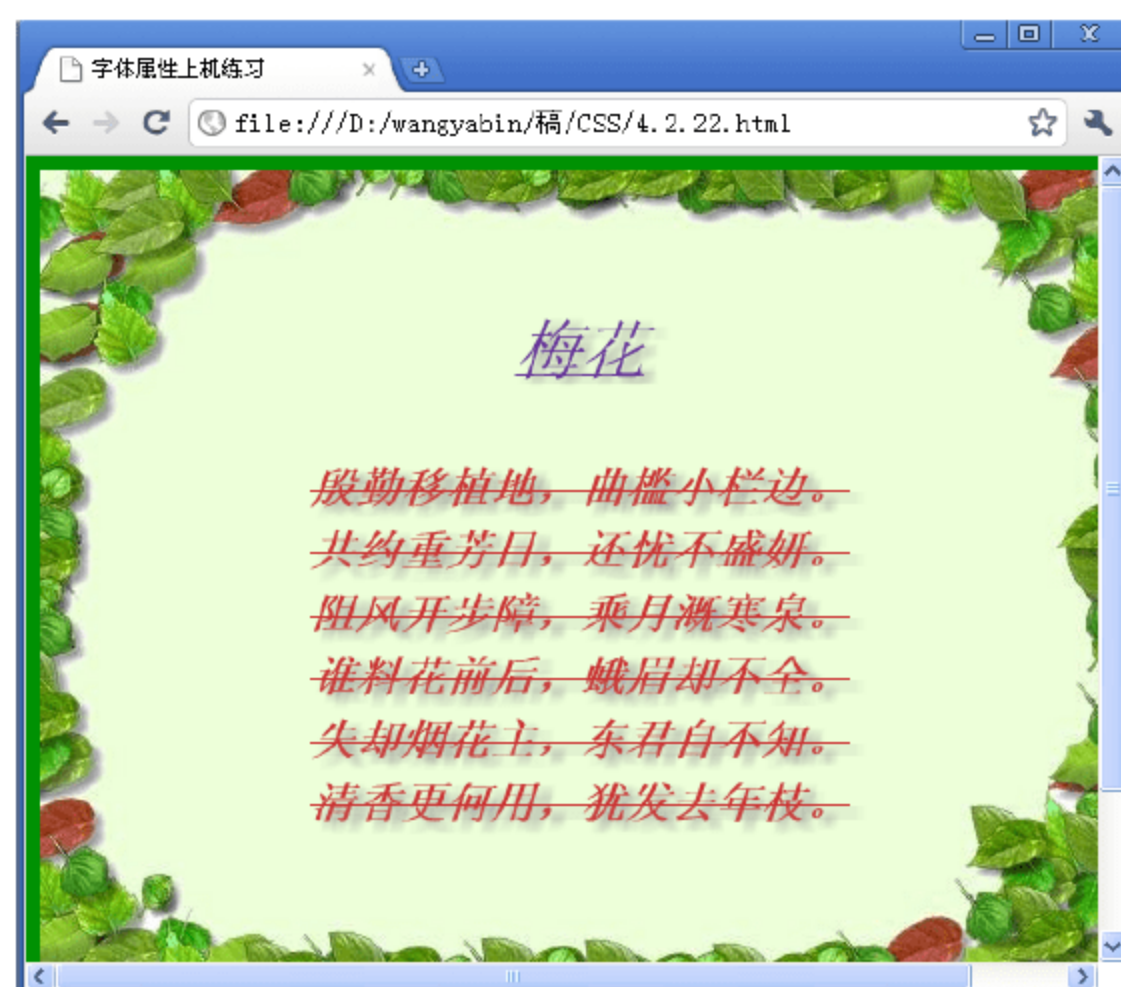 字体属性上机练习
file:///D:/wangyabin/稿/CSS/4.2.22.html
梅花
殷勤移植地，曲槛小栏边。
共约重芳日，还忧不盛妍。
阻风开步障，乘月溉寒泉。
谁料花前后，蛾眉却不全。
失却烟花主，东君自不知。
清香更何用，犹发去年枝。